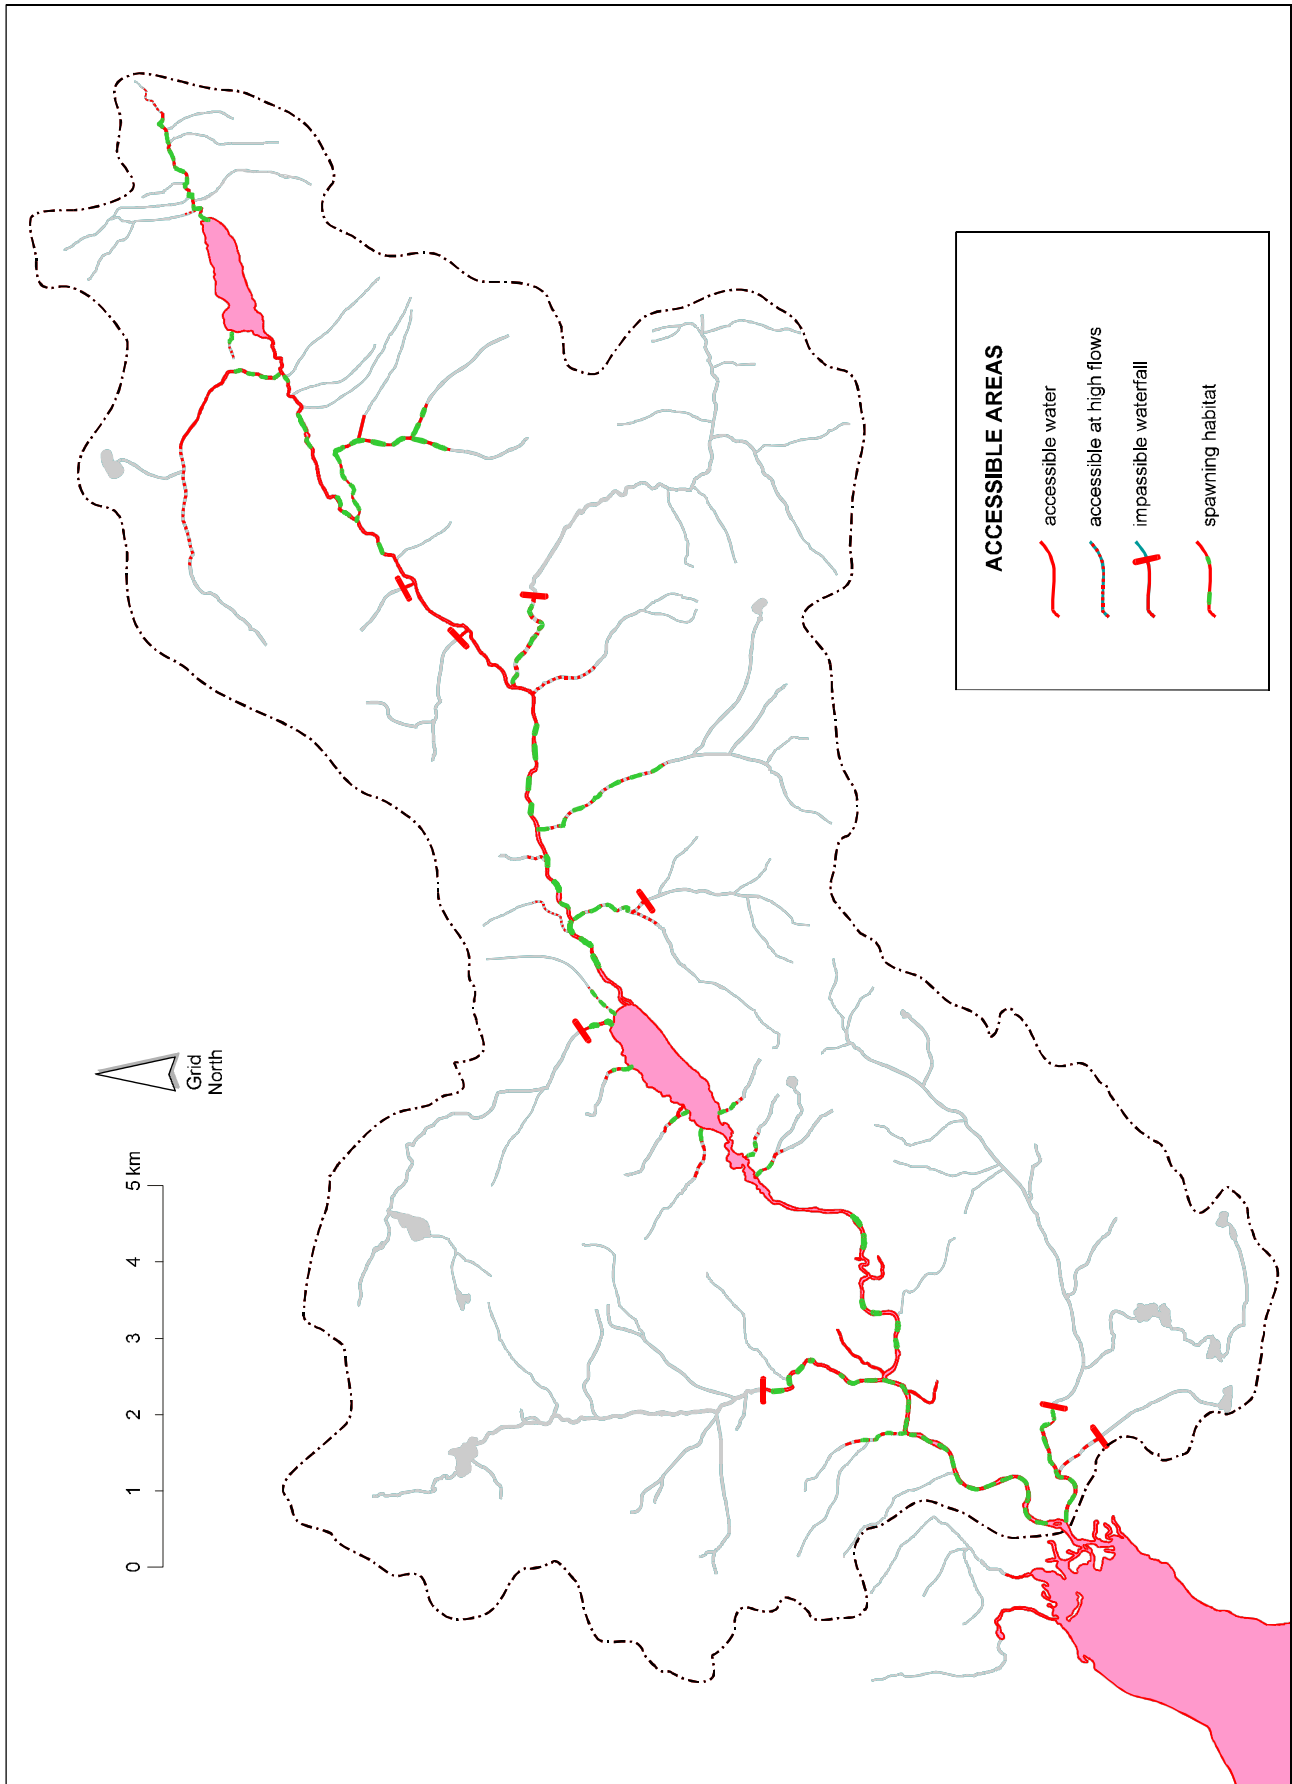 Grid
North
0 1 2 3 4 5 km
ACCESSIBLE AREAS
accessible water
accessible at high flows
impassible waterfall
spawning habitat